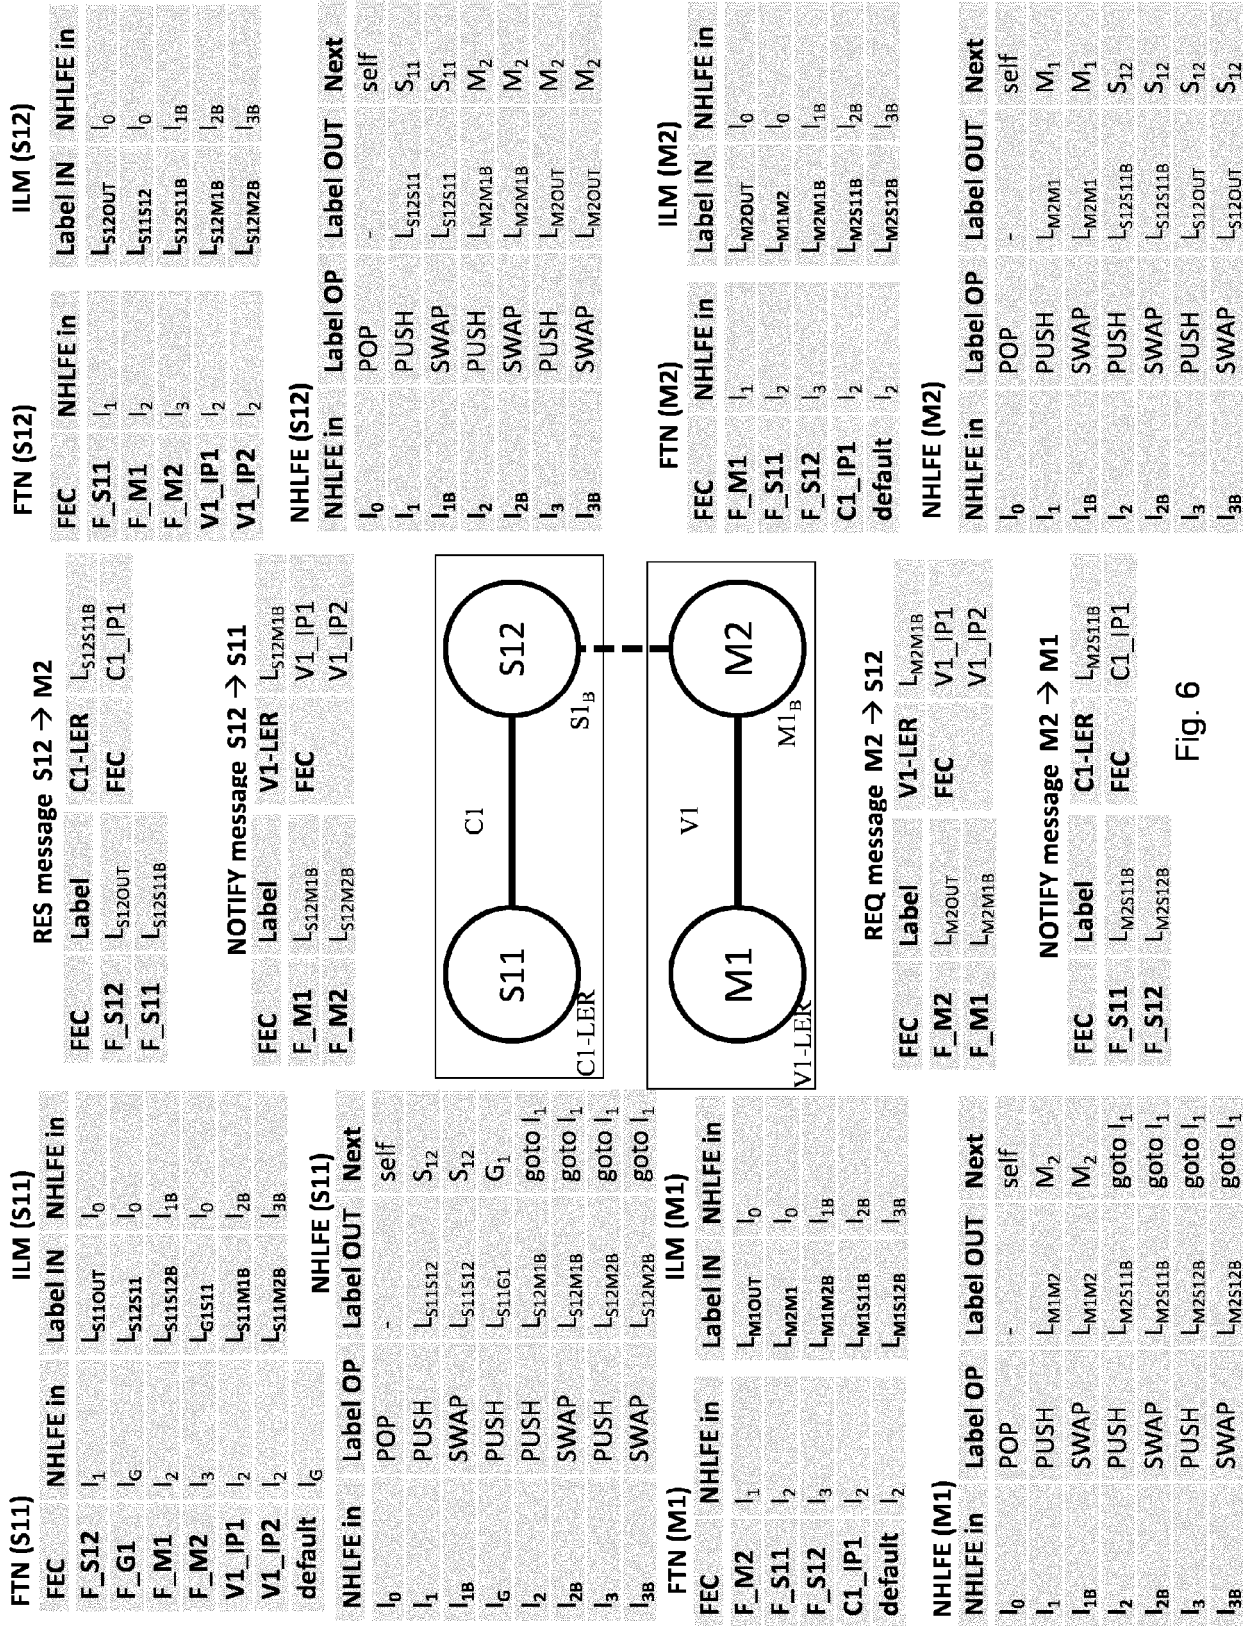 FTN (S11)
FEC NHLFE in
F_S12 I1
F_G1 IG
F_M1 I2
F_M2 I3
V1_IP1 I2
V1_IP2 I2
default IG
ILM (S11)
Label IN NHLFE in
LS11OUT I0
LS12S11 I0
LS11S12B I1B
LG1S11 I0
LS11M1B I2B
LS11M2B I3B
NHLFE (S11)
NHLFE in Label OP Label OUT Next
I0 POP - self
I1 PUSH LS11S12 S12
I1B SWAP LS11S12 S12
IG PUSH LS11G1 G1
I2 PUSH LS12M1B goto I1
I2B SWAP LS12M1B goto I1
I3 PUSH LS12M2B goto I1
I3B SWAP LS12M2B goto I1
FTN (M1)
FEC NHLFE in
F_M2 I1
F_S11 I2
F_S12 I3
C1_IP1 I2
default I2
ILM (M1)
Label IN NHLFE in
LM1OUT I0
LM2M1 I0
LM1M2B I1B
LM1S11B I2B
LM1S12B I3B
NHLFE (M1)
NHLFE in Label OP Label OUT Next
I0 POP - self
I1 PUSH LM1M2 M2
I1B SWAP LM1M2 M2
I2 PUSH LM2S11B goto I1
I2B SWAP LM2S11B goto I1
I3 PUSH LM2S12B goto I1
I3B SWAP LM2S12B goto I1
RES message S12 → M2
FEC Label C1-LER LS12S11B
F_S12 LS12OUT FEC C1_IP1
F_S11 LS12S11B
NOTIFY message S12 → S11
FEC Label V1-LER LS12M1B
F_M1 LS12M1B FEC V1_IP1
F_M2 LS12M2B V1_IP2
C1
S11 S12
C1-LER S1B
V1
M1 M2
V1-LER M1B
REQ message M2 → S12
FEC Label V1-LER LM2M1B
F_M2 LM2OUT FEC V1_IP1
F_M1 LM2M1B V1_IP2
NOTIFY message M2 → M1
FEC Label C1-LER LM2S11B
F_S11 LM2S11B FEC C1_IP1
F_S12 LM2S12B
Fig. 6
FTN (S12)
FEC NHLFE in
F_S11 I1
F_M1 I2
F_M2 I3
V1_IP1 I2
V1_IP2 I2
ILM (S12)
Label IN NHLFE in
LS12OUT I0
LS11S12 I0
LS12S11B I1B
LS12M1B I2B
LS12M2B I3B
NHLFE (S12)
NHLFE in Label OP Label OUT Next
I0 POP - self
I1 PUSH LS12S11 S11
I1B SWAP LS12S11 S11
I2 PUSH LM2M1B M2
I2B SWAP LM2M1B M2
I3 PUSH LM2OUT M2
I3B SWAP LM2OUT M2
FTN (M2)
FEC NHLFE in
F_M1 I1
F_S11 I2
F_S12 I3
C1_IP1 I2
default I2
ILM (M2)
Label IN NHLFE in
LM2OUT I0
LM1M2 I0
LM2M1B I1B
LM2S11B I2B
LM2S12B I3B
NHLFE (M2)
NHLFE in Label OP Label OUT Next
I0 POP - self
I1 PUSH LM2M1 M1
I1B SWAP LM2M1 M1
I2 PUSH LS12S11B S12
I2B SWAP LS12S11B S12
I3 PUSH LS12OUT S12
I3B SWAP LS12OUT S12